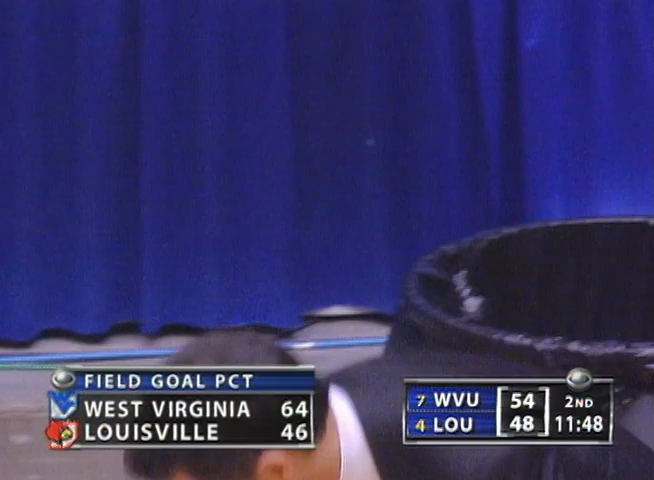 FIELD GOAL PCT
WEST VIRGINIA 64
LOUISVILLE 46
7 WVU 54 2ND
4 LOU 48 11:48